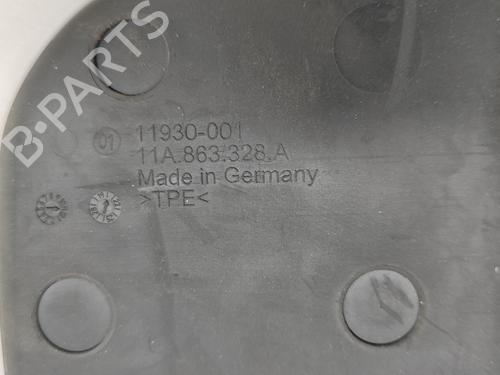 B-PARTS
01
11930-001
11A.863.328.A
Made in Germany
>TPE<